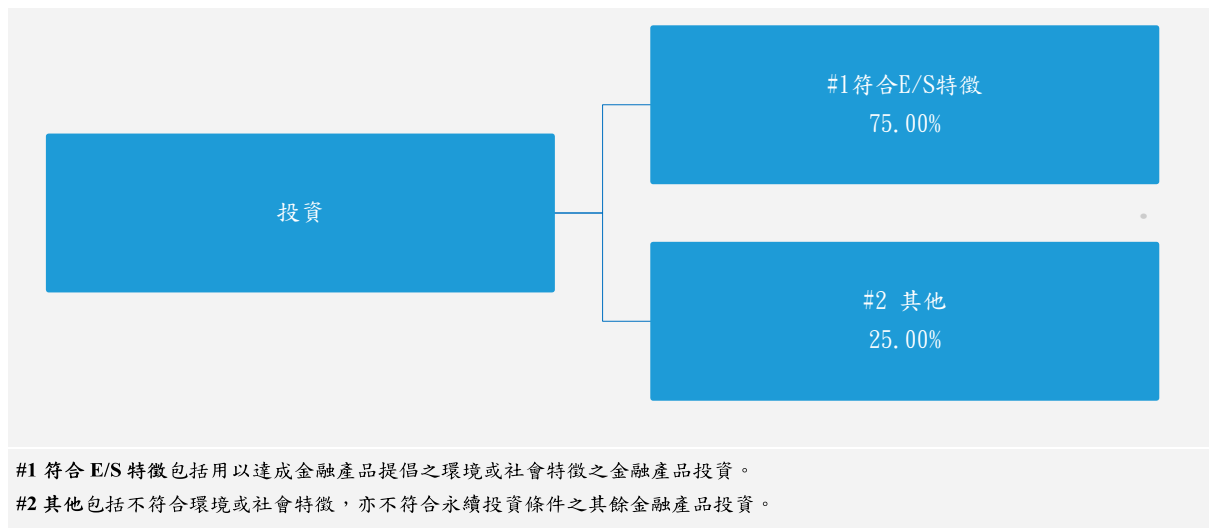 投資
#1符合E/S特徵
75.00%
#2 其他
25.00%
#1 符合 E/S 特徵包括用以達成金融產品提倡之環境或社會特徵之金融產品投資。
#2 其他包括不符合環境或社會特徵，亦不符合永續投資條件之其餘金融產品投資。